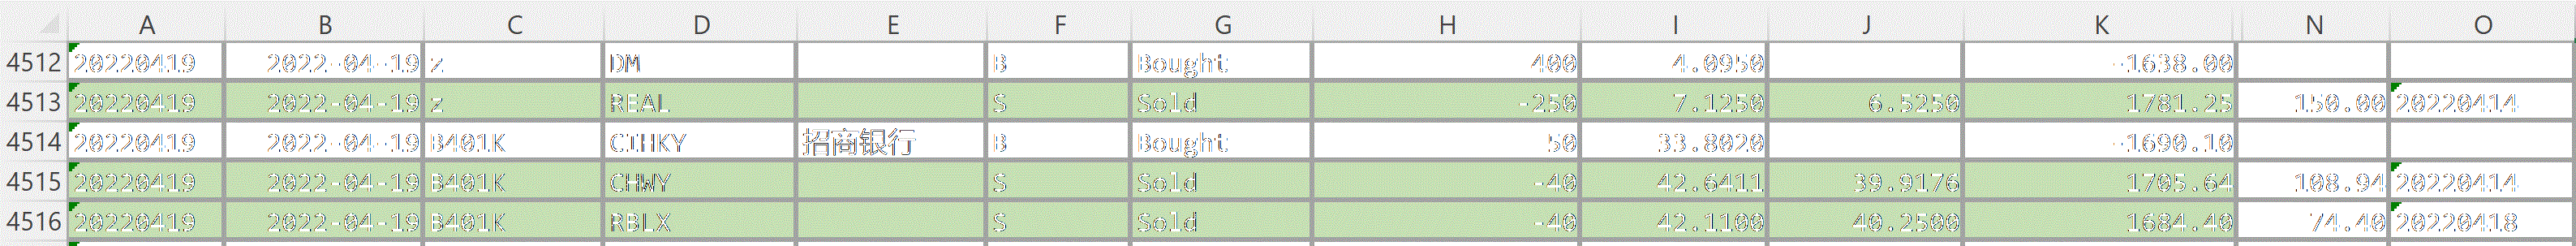 A B C D E F G H I J K N O
4512 20220419 2022-04-19 z DM B Bought 400 4.0950 -1638.00
4513 20220419 2022-04-19 z REAL S Sold -250 7.1250 6.5250 1781.25 150.00 20220414
4514 20220419 2022-04-19 B401K CIHKY 招商银行 B Bought 50 33.8020 -1690.10
4515 20220419 2022-04-19 B401K CHWY S Sold -40 42.6411 39.9176 1705.64 108.94 20220414
4516 20220419 2022-04-19 B401K RBLX S Sold -40 42.1100 40.2500 1684.40 74.40 20220418